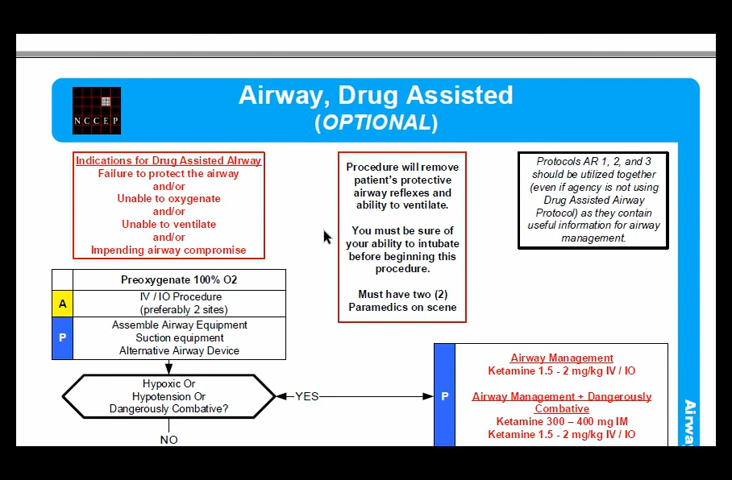 Airway, Drug Assisted
(OPTIONAL)
NCCEP
Indications for Drug Assisted AIrway
Failure to protect the airway
and/or
Unable to oxygenate
and/or
Unable to ventilate
and/or
Impending airway compromise
Procedure will remove
patient's protective
airway reflexes and
ability to ventilate.
You must be sure of
your ability to intubate
before beginning this
procedure.
Must have two (2)
Paramedics on scene
Protocols AR 1, 2, and 3
should be utilized together
(even if agency is not using
Drug Assisted Airway
Protocol) as they contain
useful information for airway
management.
Preoxygenate 100% O2
A
IV / IO Procedure
(preferably 2 sites)
P
Assemble Airway Equipment
Suction equipment
Alternative Airway Device
Hypoxic Or
Hypotension Or
Dangerously Combative?
YES
NO
P
Airway Management
Ketamine 1.5 - 2 mg/kg IV / IO
Airway Management + Dangerously
Combative
Ketamine 300 – 400 mg IM
Ketamine 1.5 - 2 mg/kg IV / IO